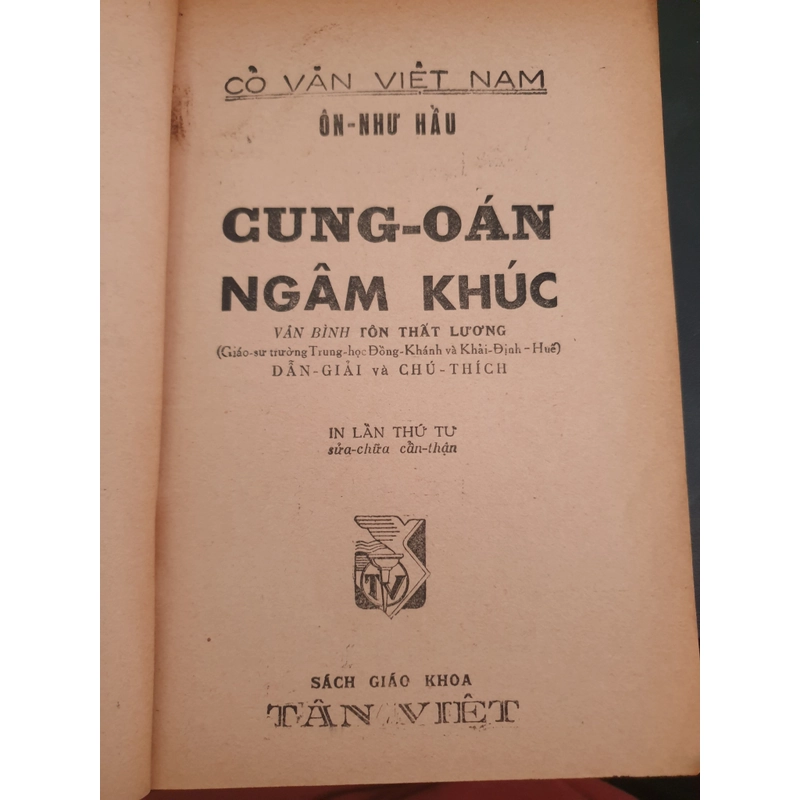 CỔ VĂN VIỆT NAM
ÔN-NHƯ HẦU
CUNG-OÁN
NGÂM KHÚC
VÂN BÌNH TÔN THẤT LƯƠNG
(Giáo-sư trường Trung-học Đồng-Khánh và Khải-Định - Huế)
DẪN-GIẢI và CHÚ-THÍCH
IN LẦN THỨ TƯ
sửa-chữa cẩn-thận
TV
SÁCH GIÁO KHOA
TÂN VIỆT